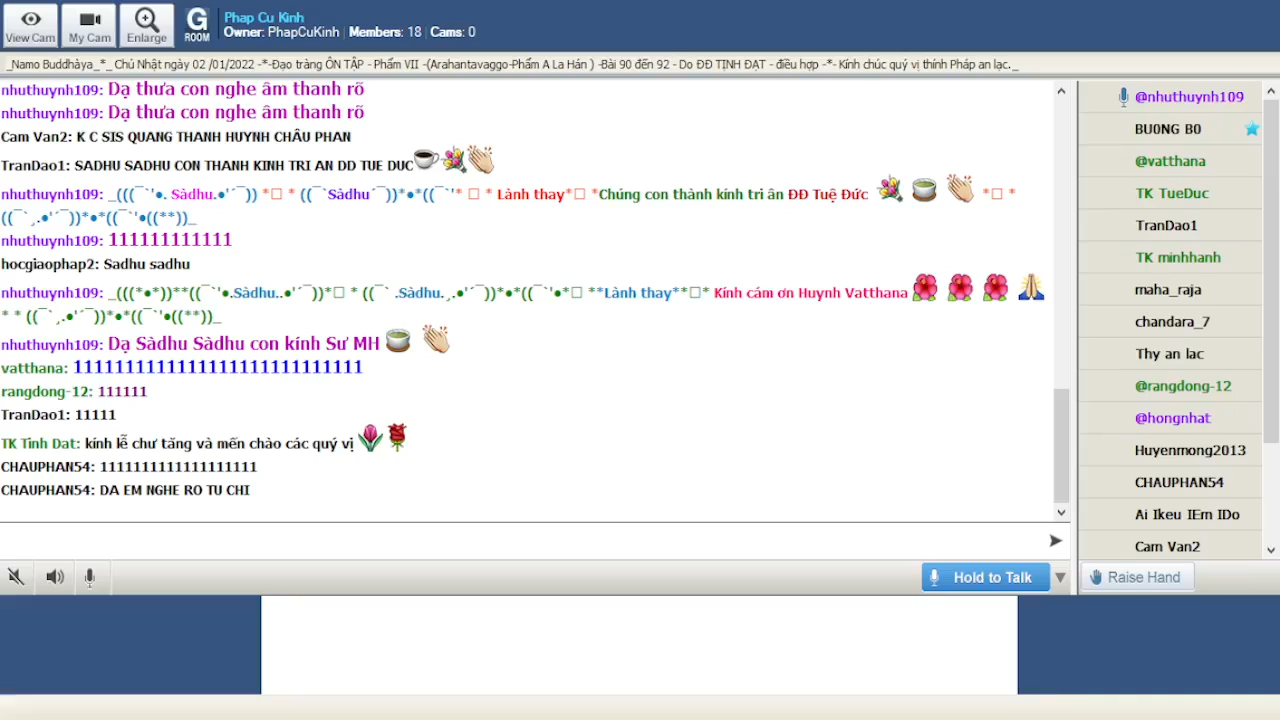 View Cam
My Cam
Enlarge
G
ROOM
Phap Cu Kinh
Owner: PhapCuKinh | Members: 18 | Cams: 0
_Namo Buddhàya_*_ Chủ Nhật ngày 02 /01/2022 -*-Đạo tràng ÔN TẬP - Phẩm VII -(Arahantavaggo-Phẩm A La Hán ) -Bài 90 đến 92 - Do ĐĐ TỊNH ĐẠT - điều hợp -*- Kính chúc quý vị thính Pháp an lạc._
nhuthuynh109: Dạ thưa con nghe âm thanh rõ
nhuthuynh109: Dạ thưa con nghe âm thanh rõ
Cam Van2: K C SIS QUANG THANH HUYNH CHÂU PHAN
TranDao1: SADHU SADHU CON THANH KINH TRI AN DD TUE DUC
nhuthuynh109: _(((¯`'•. Sàdhu.•'´¯)) * * ((¯`Sàdhu´¯))*•*((¯`'* * Lành thay* *Chúng con thành kính tri ân ĐĐ Tuệ Đức * *
((¯`¸.•'´¯))*•*((¯`'•((**))_
nhuthuynh109: 111111111111
hocgiaophap2: Sadhu sadhu
nhuthuynh109: _(((*•*))**((¯`'•.Sàdhu..•'´¯))* * ((¯` .Sàdhu.¸.•'´¯))*•*((¯`'•* **Lành thay** * Kính cám ơn Huynh Vatthana
* * ((¯`¸.•'´¯))*•*((¯`'•((**))_
nhuthuynh109: Dạ Sàdhu Sàdhu con kính Sư MH
vatthana: 1111111111111111111111111111
rangdong-12: 111111
TranDao1: 11111
TK Tinh Dat: kính lễ chư tăng và mến chào các quý vị
CHAUPHAN54: 1111111111111111111
CHAUPHAN54: DA EM NGHE RO TU CHI
@nhuthuynh109
BU0NG B0
@vatthana
TK TueDuc
TranDao1
TK minhhanh
maha_raja
chandara_7
Thy an lac
@rangdong-12
@hongnhat
Huyenmong2013
CHAUPHAN54
Ai Ikeu IEm IDo
Cam Van2
Hold to Talk
Raise Hand